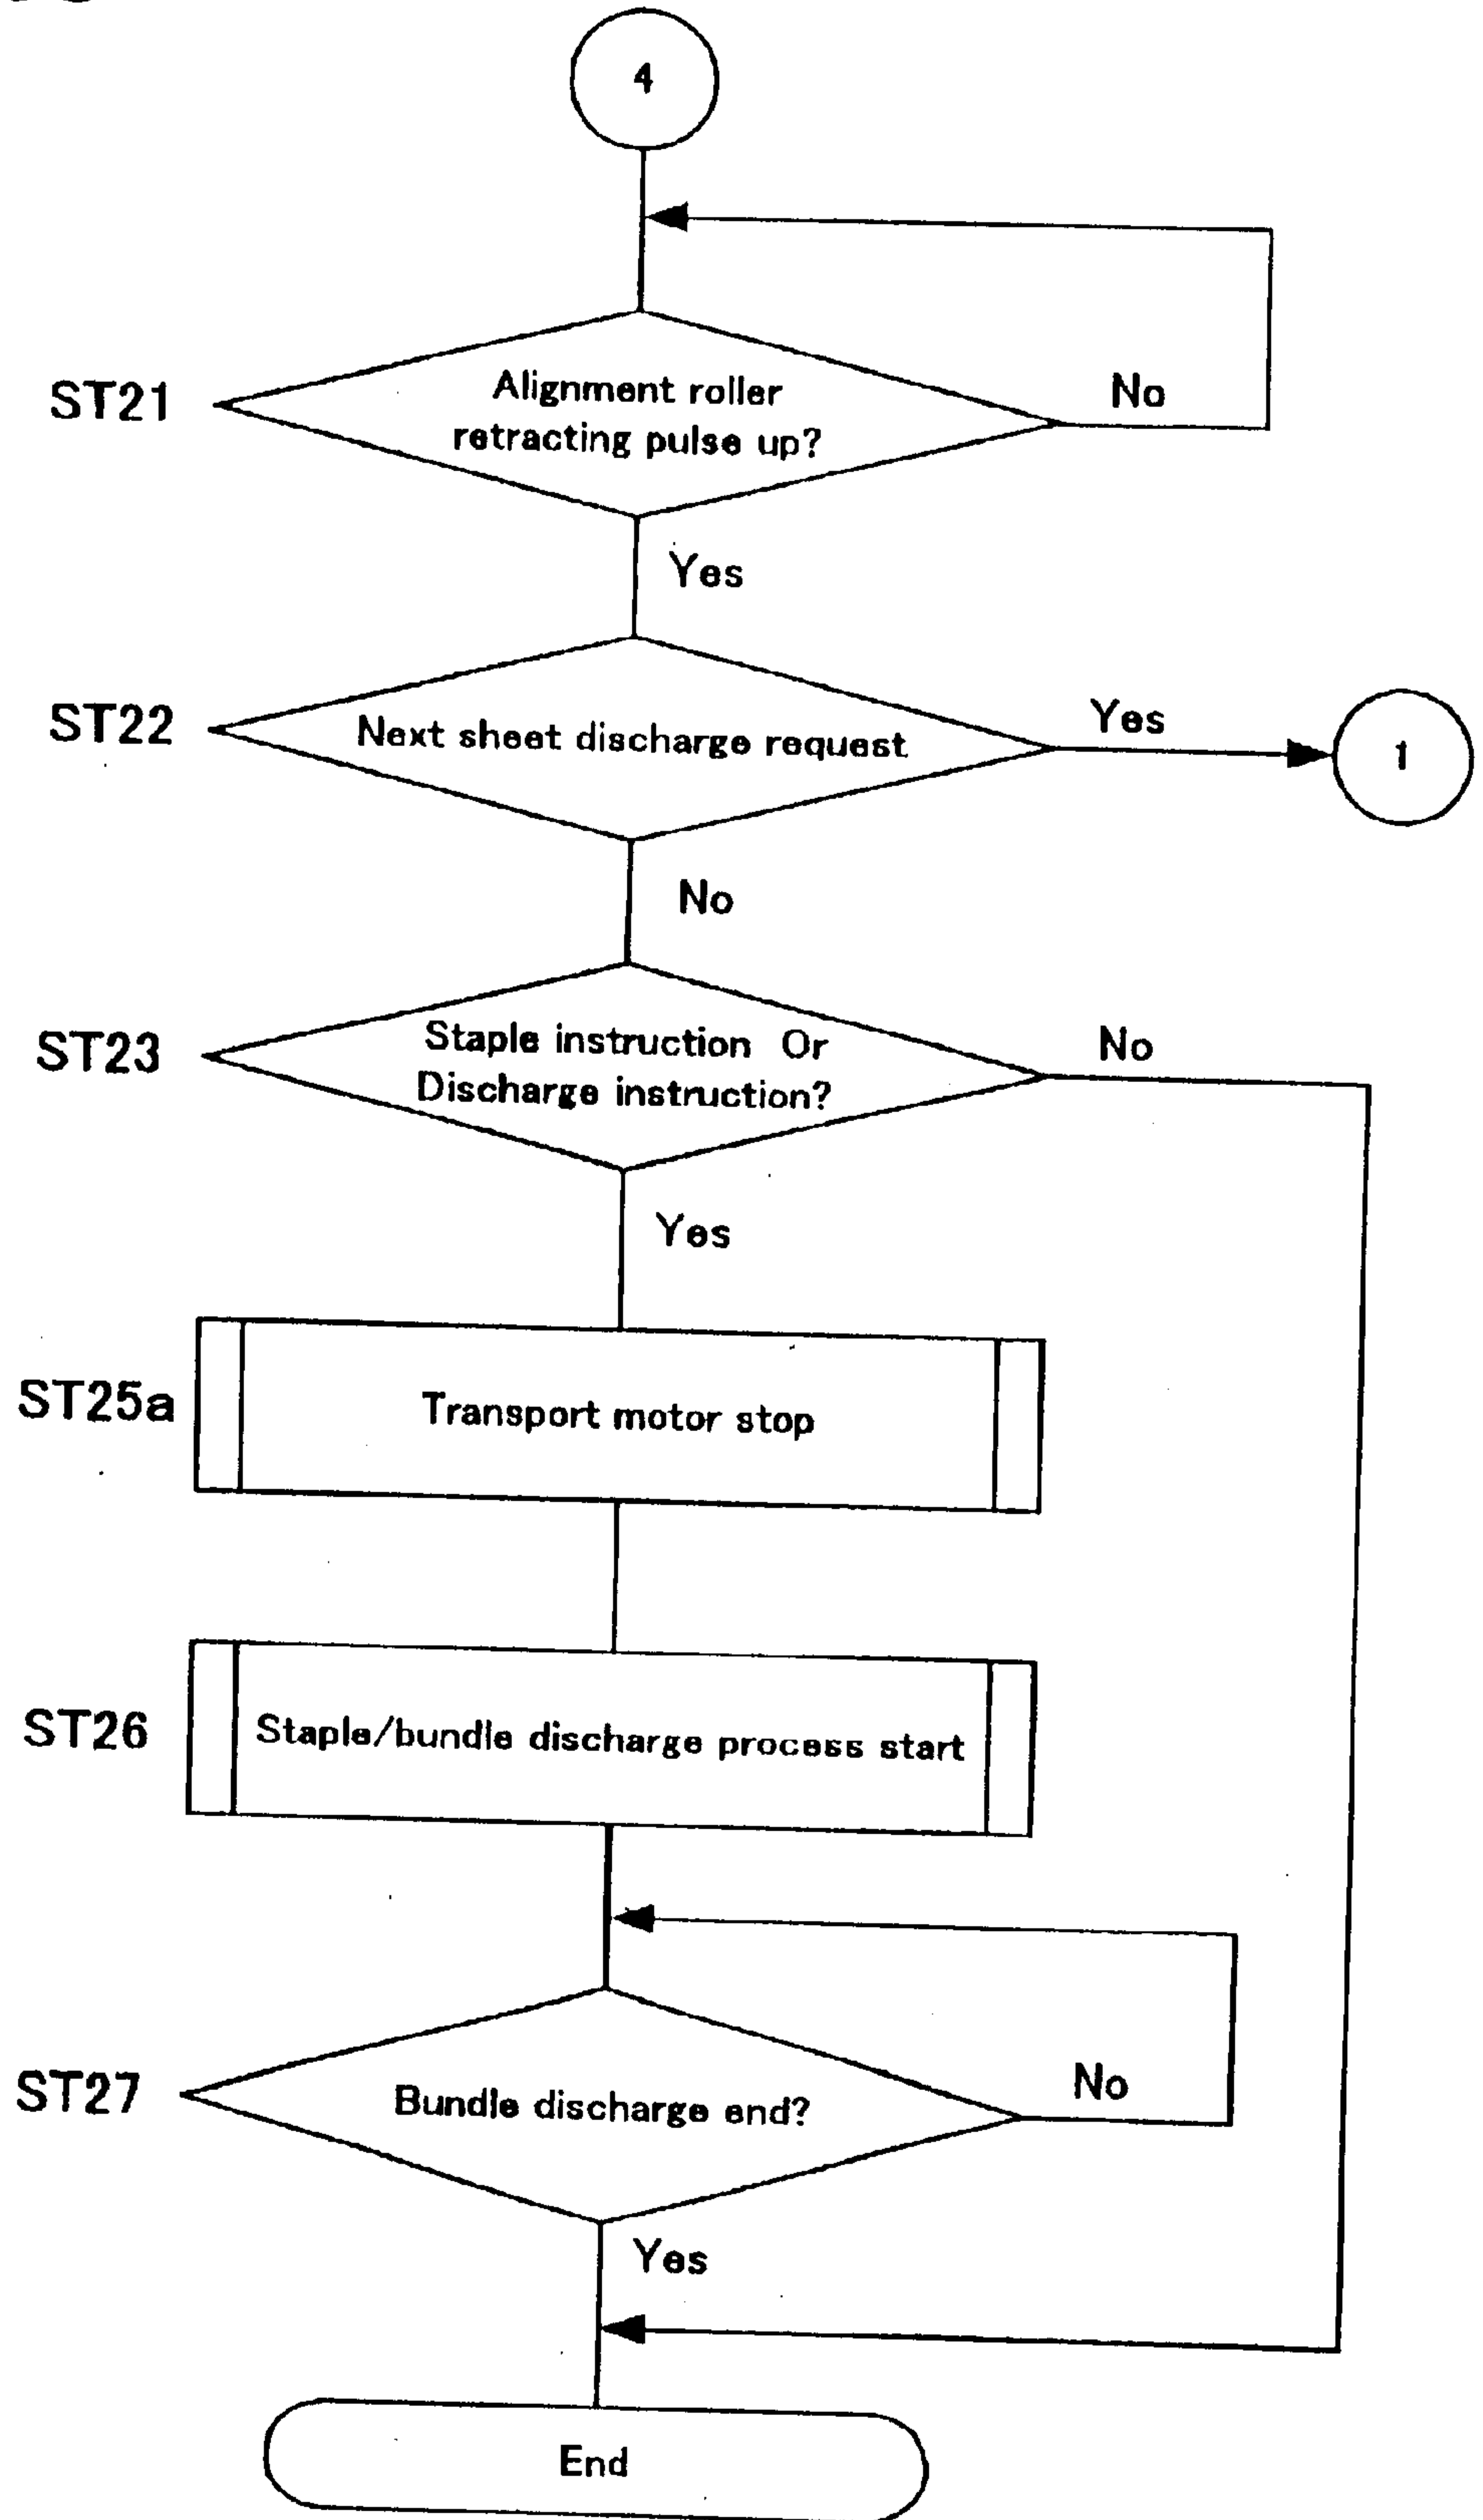 4
ST21
Alignment roller
retracting pulse up?
No
Yes
ST22
Next sheet discharge request
Yes
1
No
ST23
Staple instruction Or
Discharge instruction?
No
Yes
ST25a
Transport motor stop
ST26
Staple/bundle discharge process start
ST27
Bundle discharge end?
No
Yes
End